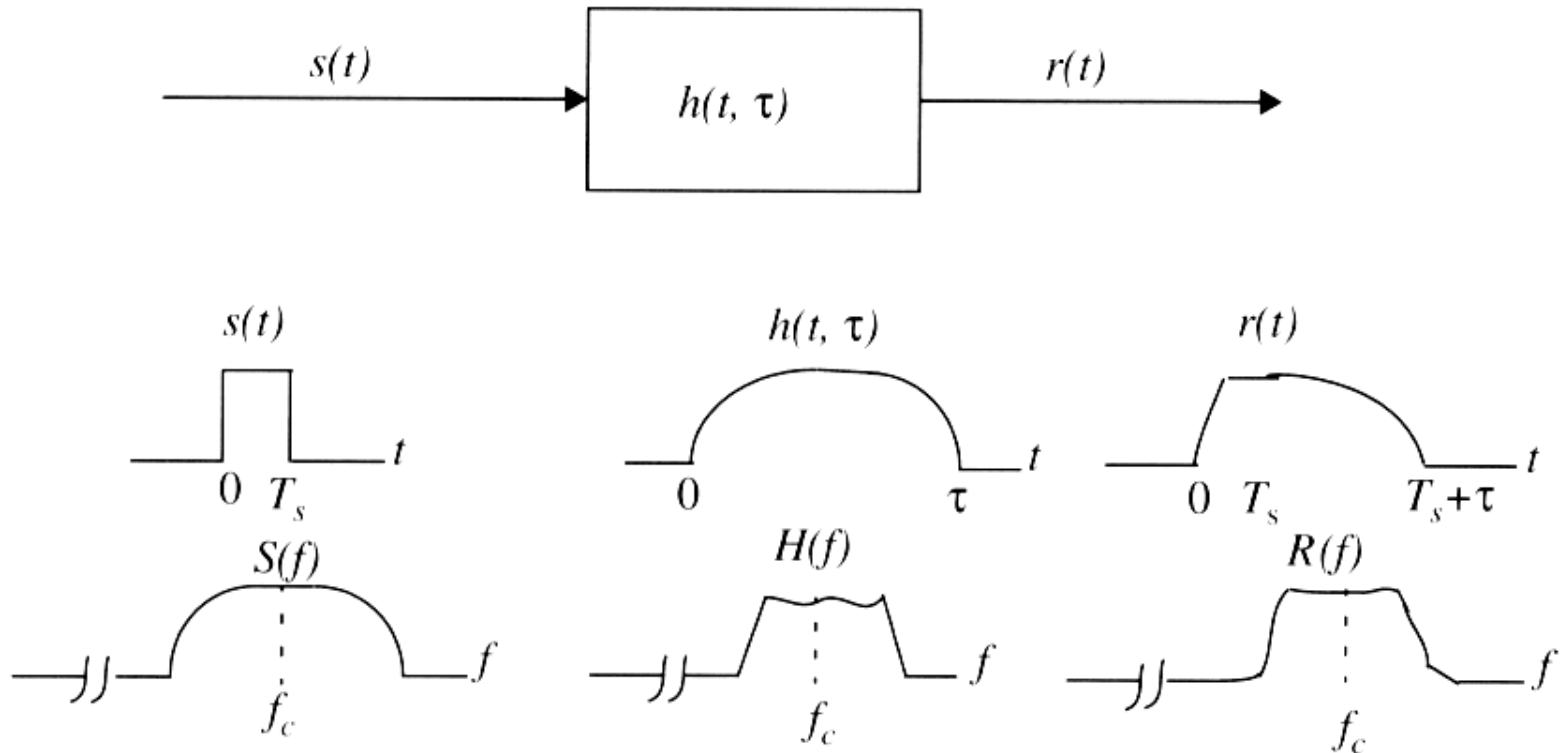 s(t)
h(t, τ)
r(t)
s(t)
t
0 T_s
h(t, τ)
t
0 τ
r(t)
t
0 T_s T_s+τ
S(f)
f
f_c
H(f)
f
f_c
R(f)
f
f_c